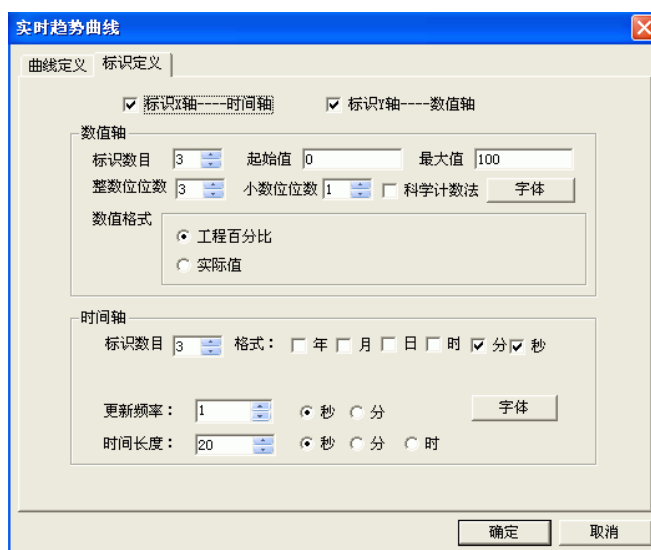 实时趋势曲线
曲线定义 标识定义
标识X轴----时间轴 标识Y轴----数值轴
数值轴
标识数目 3 起始值 0 最大值 100
整数位位数 3 小数位位数 1 科学计数法 字体
数值格式
工程百分比
实际值
时间轴
标识数目 3 格式： 年 月 日 时 分 秒
更新频率： 1 秒 分 字体
时间长度： 20 秒 分 时
确定 取消